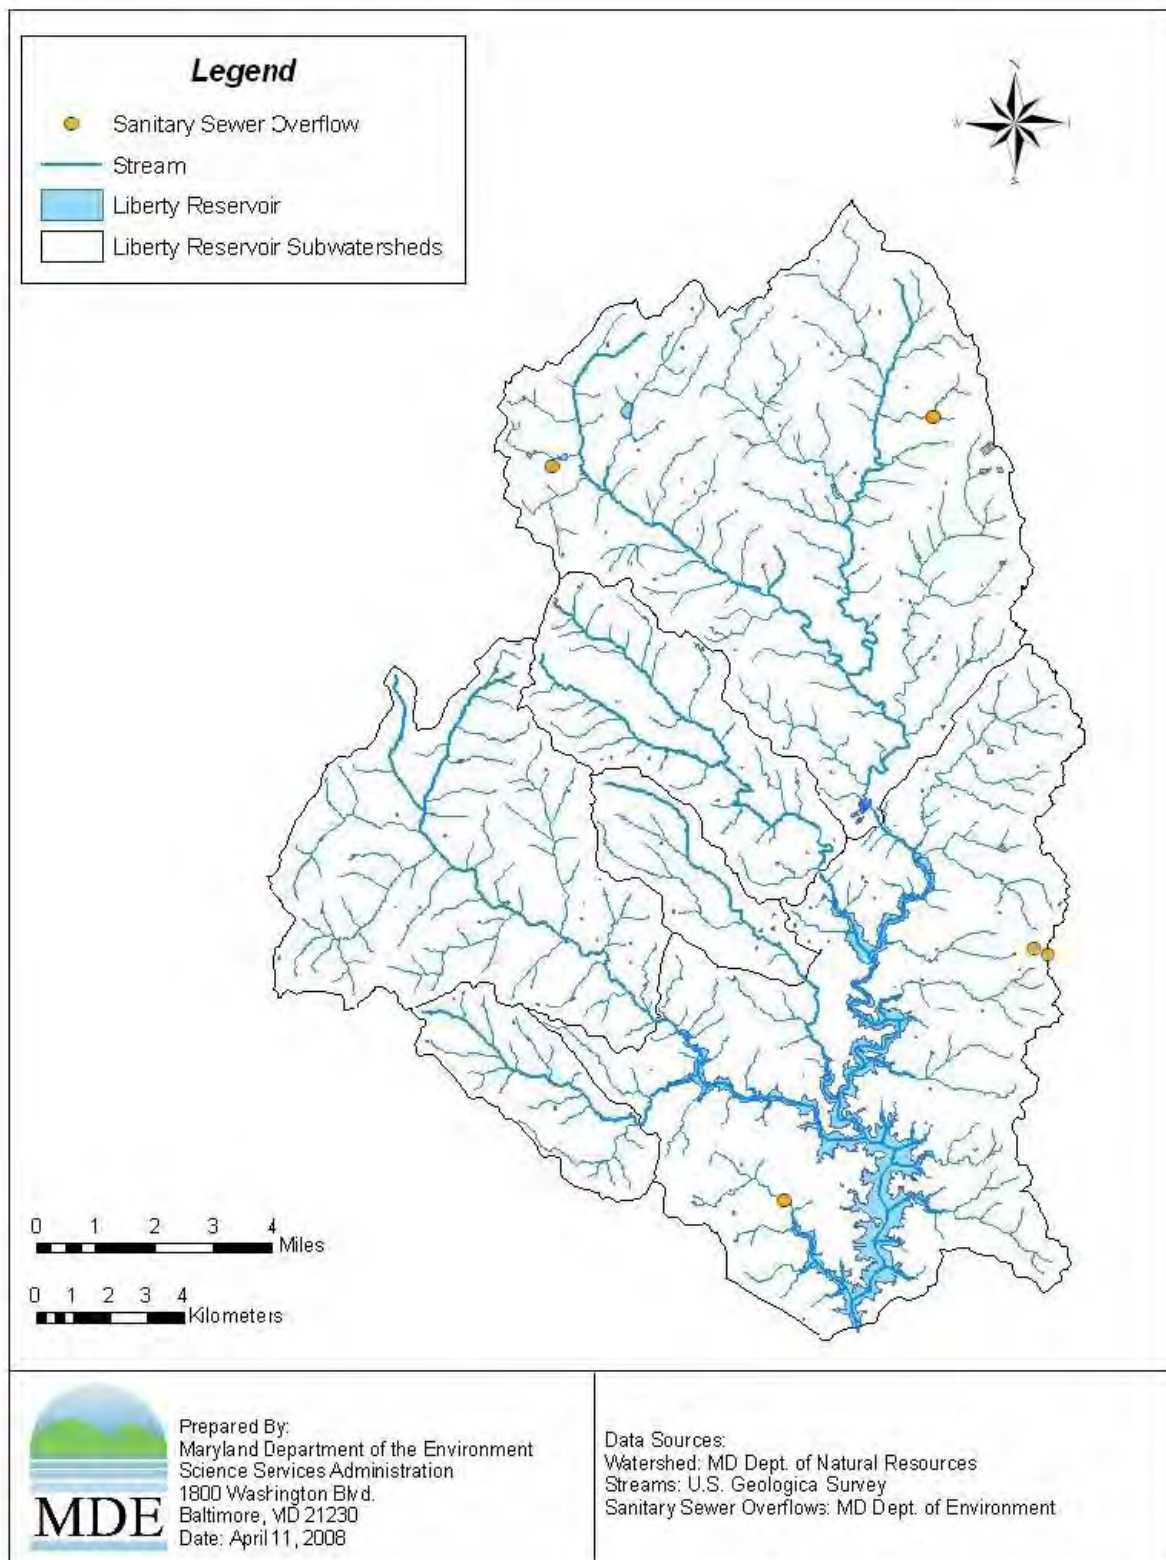 Legend
Sanitary Sewer Overflow
Stream
Liberty Reservoir
Liberty Reservoir Subwatersheds
N
W
S
0 1 2 3 4
Miles
0 1 2 3 4
Kilometers
MDE
Prepared By:
Maryland Department of the Environment
Science Services Administration
1800 Washington Blvd.
Baltimore, MD 21230
Date: April 11, 2008
Data Sources:
Watershed: MD Dept. of Natural Resources
Streams: U.S. Geologica Survey
Sanitary Sewer Overflows: MD Dept. of Environment